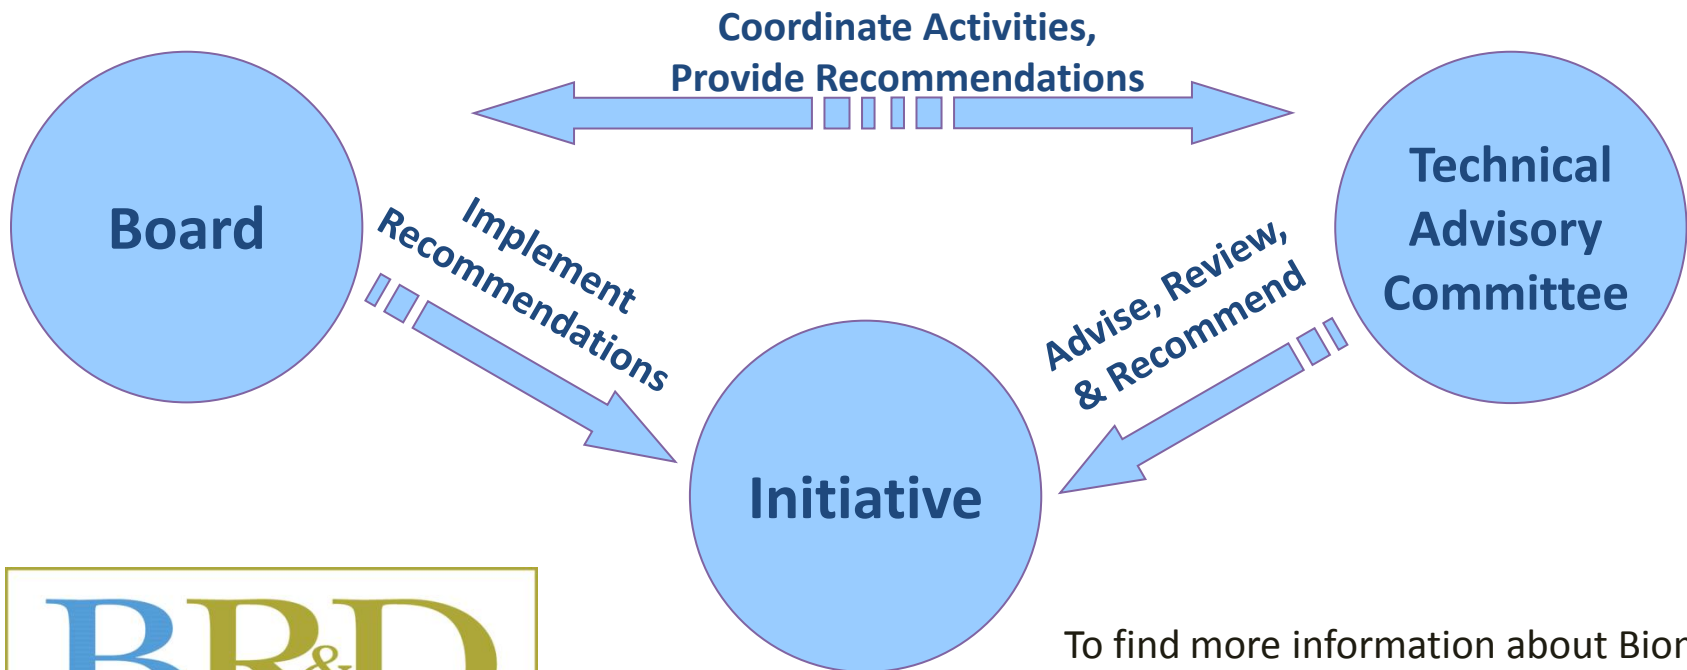 Coordinate Activities,
Provide Recommendations
Board
Implement
Recommendations
Technical
Advisory
Committee
Advise, Review,
& Recommend
Initiative
BR&D
To find more information about